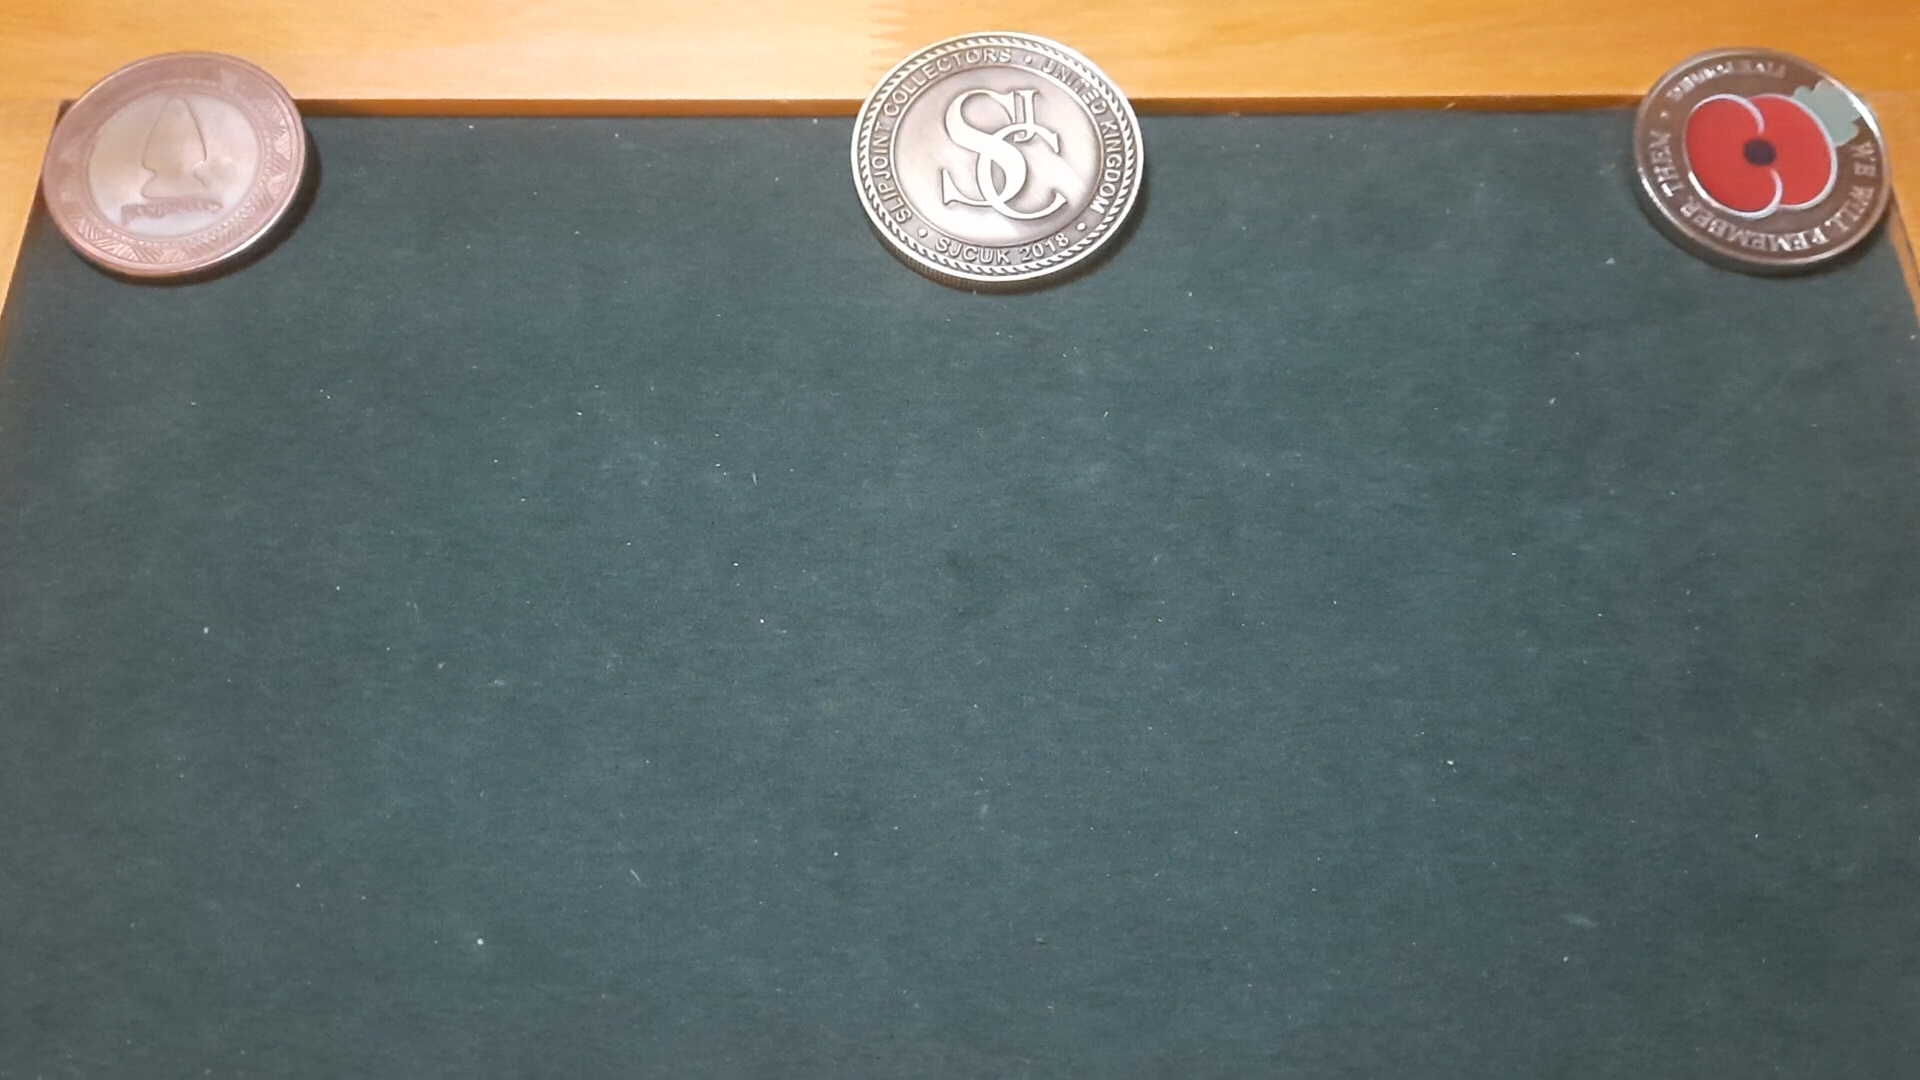 SLIPJOINT COLLECTORS • UNITED KINGDOM •
SJCUK 2018 •
SJC
WE WILL REMEMBER THEM •